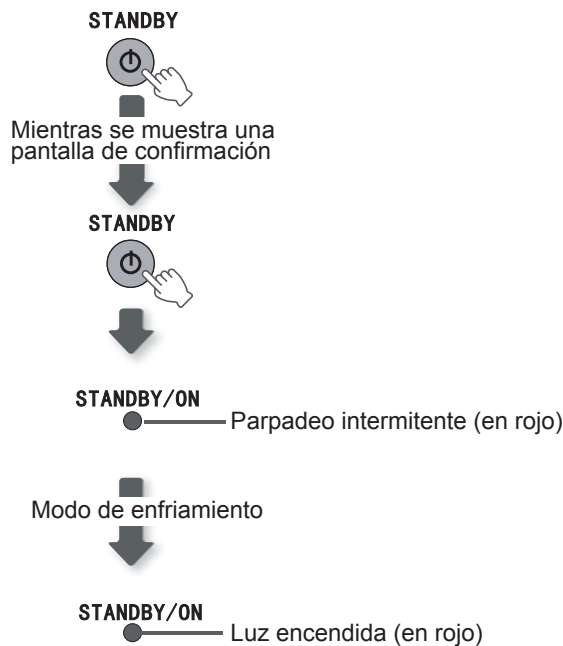 STANDBY
Mientras se muestra una
pantalla de confirmación
STANDBY
STANDBY/ON
Parpadeo intermitente (en rojo)
Modo de enfriamiento
STANDBY/ON
Luz encendida (en rojo)